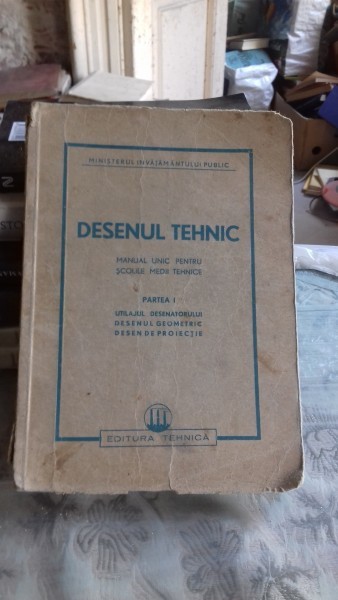 MINISTERUL INVĂȚĂMÂNTULUI PUBLIC
DESENUL TEHNIC
MANUAL UNIC PENTRU
ȘCOLILE MEDII TEHNICE
PARTEA I
UTILAJUL DESENATORULUI
DESENUL GEOMETRIC
DESEN DE PROIECȚIE
EDITURA TEHNICĂ